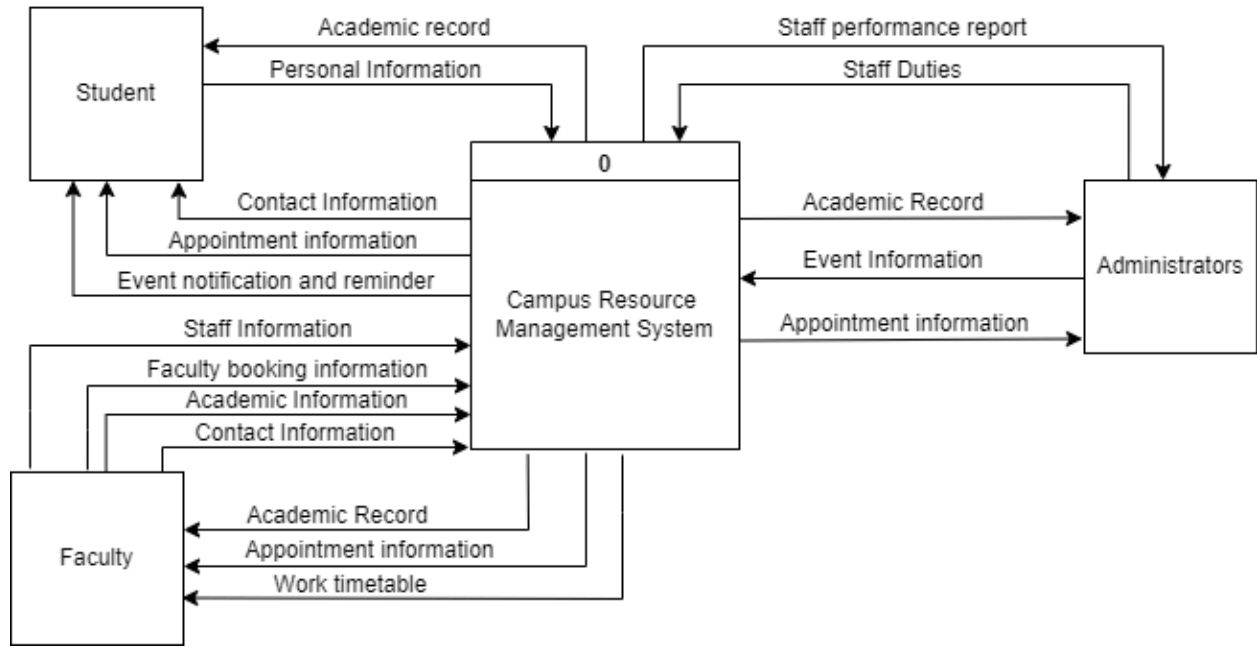 Academic record
Staff performance report
Personal Information
Staff Duties
Student
0
Contact Information
Academic Record
Appointment information
Event Information
Administrators
Event notification and reminder
Campus Resource
Management System
Staff Information
Appointment information
Faculty booking information
Academic Information
Contact Information
Academic Record
Faculty
Appointment information
Work timetable